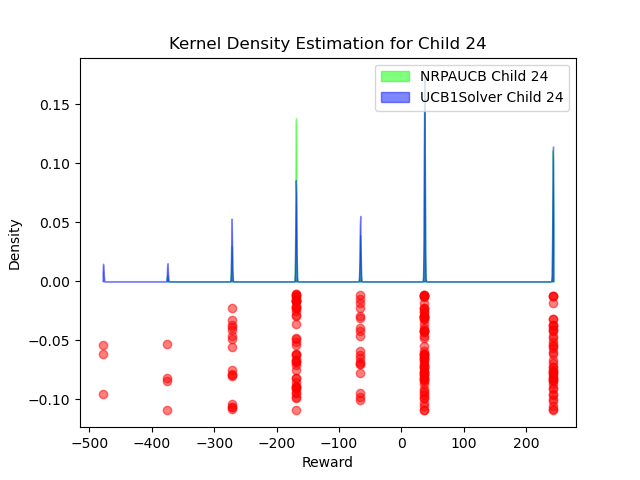 Kernel Density Estimation for Child 24
NRPAUCB Child 24
UCB1Solver Child 24
Density
0.15
0.10
0.05
0.00
−0.05
−0.10
−500 −400 −300 −200 −100 0 100 200
Reward